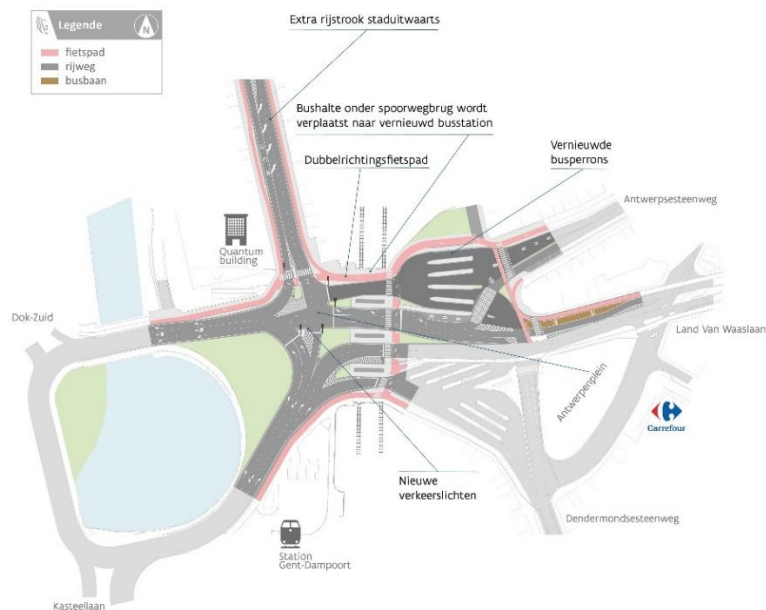 Legende
N
fietspad
rijweg
busbaan
Extra rijstrook staduitwaarts
Bushalte onder spoorwegbrug wordt
verplaatst naar vernieuwd busstation
Dubbelrichtingsfietspad
Vernieuwde
busperrons
Antwerpsesteenweg
Quantum
building
Dok-Zuid
Land Van Waaslaan
Antwerpenplein
Carrefour
Nieuwe
verkeerslichten
Dendermondsesteenweg
Station
Gent-Dampoort
Kasteellaan